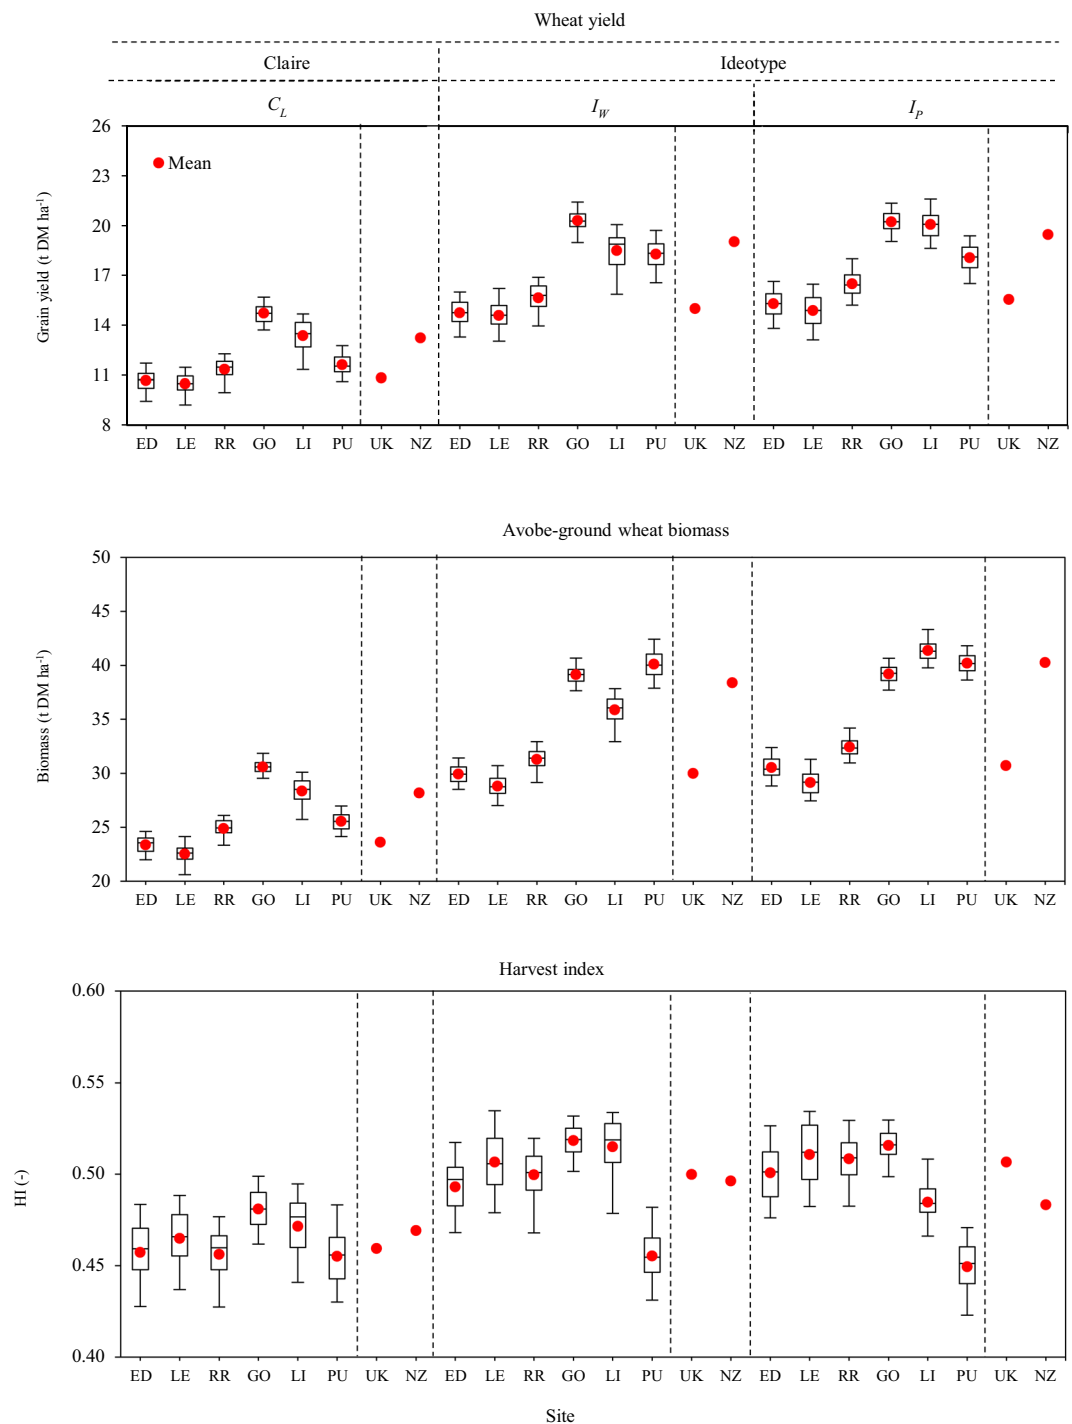 Wheat yield
Claire Ideotype
C_L I_W I_P
26
Mean
23
20
17
14
11
8
Grain yield (t DM ha⁻¹)
ED LE RR GO LI PU UK NZ ED LE RR GO LI PU UK NZ ED LE RR GO LI PU UK NZ
Avobe-ground wheat biomass
50
45
40
35
30
25
20
Biomass (t DM ha⁻¹)
ED LE RR GO LI PU UK NZ ED LE RR GO LI PU UK NZ ED LE RR GO LI PU UK NZ
Harvest index
0.60
0.55
0.50
0.45
0.40
HI (-)
ED LE RR GO LI PU UK NZ ED LE RR GO LI PU UK NZ ED LE RR GO LI PU UK NZ
Site